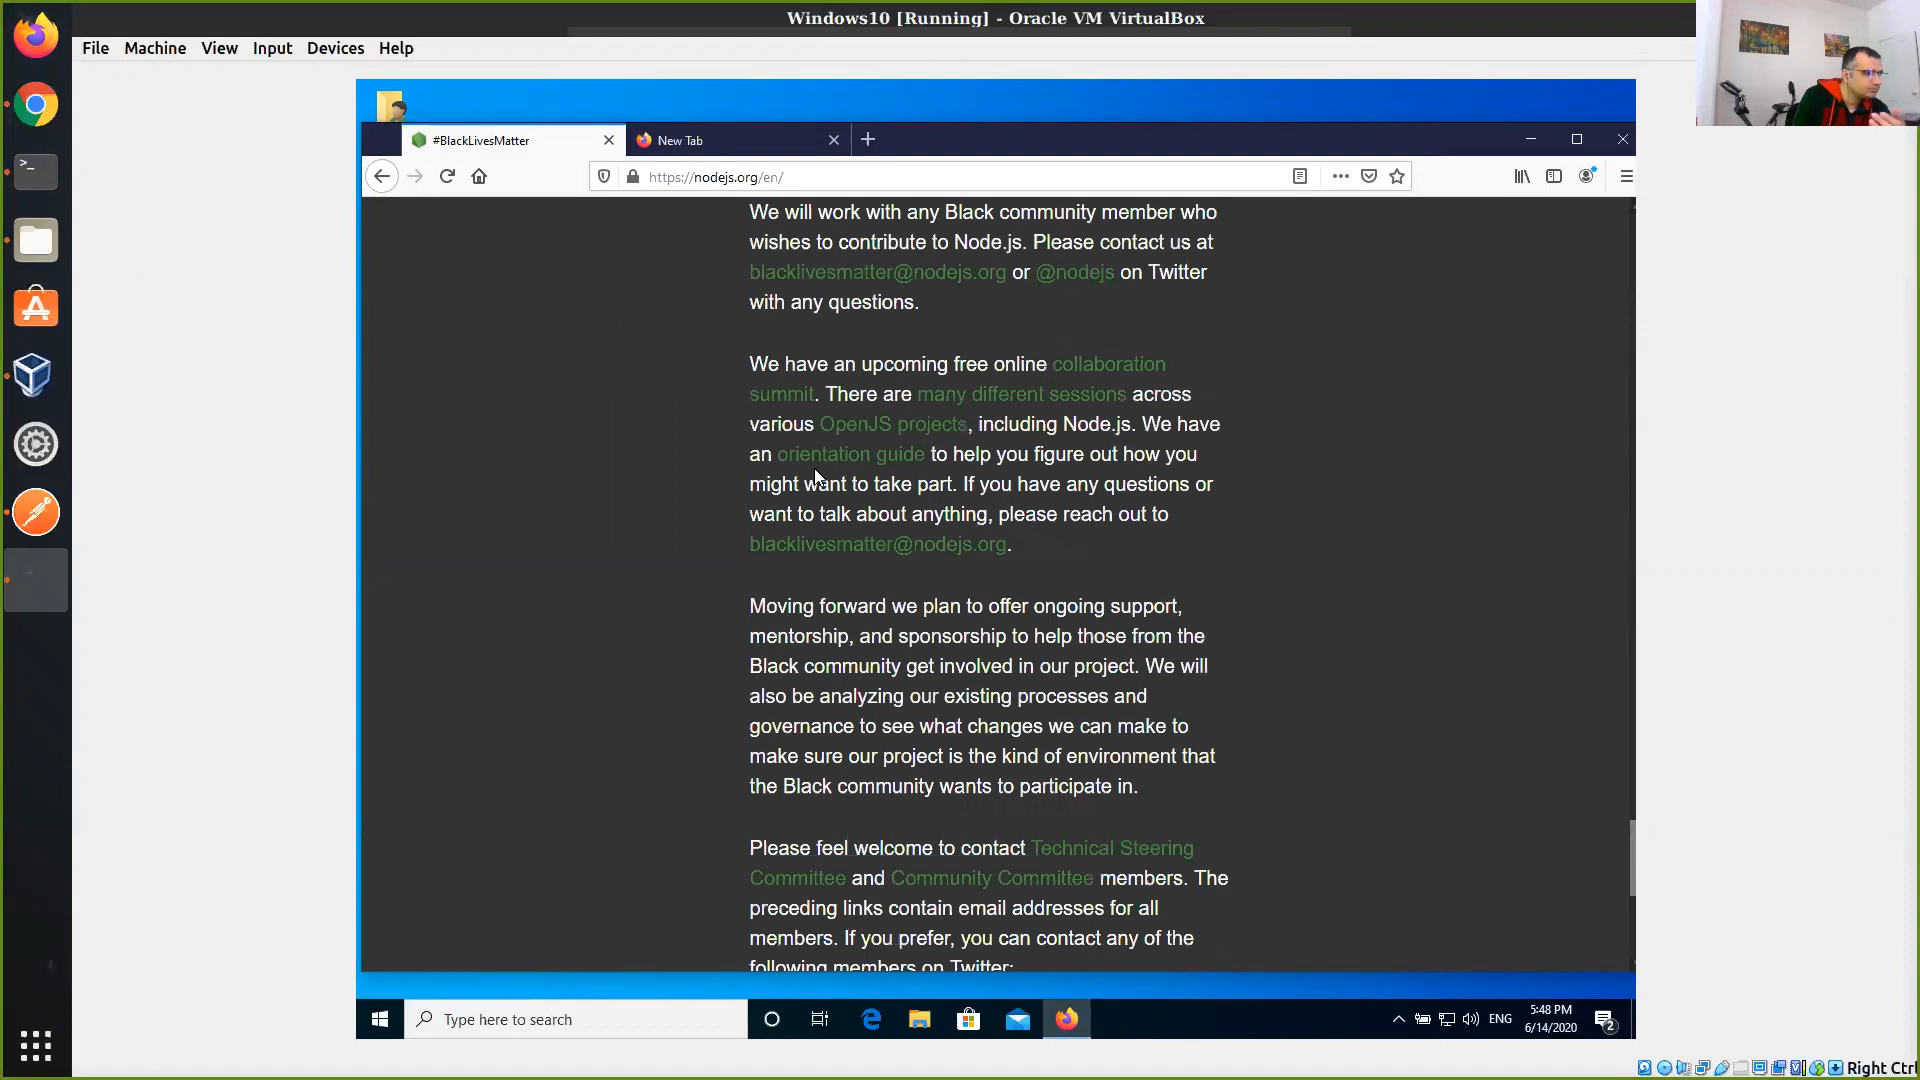 Windows10 [Running] - Oracle VM VirtualBox
File Machine View Input Devices Help
#BlackLivesMatter
New Tab
https://nodejs.org/en/
We will work with any Black community member who
wishes to contribute to Node.js. Please contact us at
blacklivesmatter@nodejs.org or @nodejs on Twitter
with any questions.
We have an upcoming free online collaboration
summit. There are many different sessions across
various OpenJS projects, including Node.js. We have
an orientation guide to help you figure out how you
might want to take part. If you have any questions or
want to talk about anything, please reach out to
blacklivesmatter@nodejs.org.
Moving forward we plan to offer ongoing support,
mentorship, and sponsorship to help those from the
Black community get involved in our project. We will
also be analyzing our existing processes and
governance to see what changes we can make to
make sure our project is the kind of environment that
the Black community wants to participate in.
Please feel welcome to contact Technical Steering
Committee and Community Committee members. The
preceding links contain email addresses for all
members. If you prefer, you can contact any of the
following members on Twitter:
Type here to search
ENG
5:48 PM
6/14/2020
2
Right Ctrl